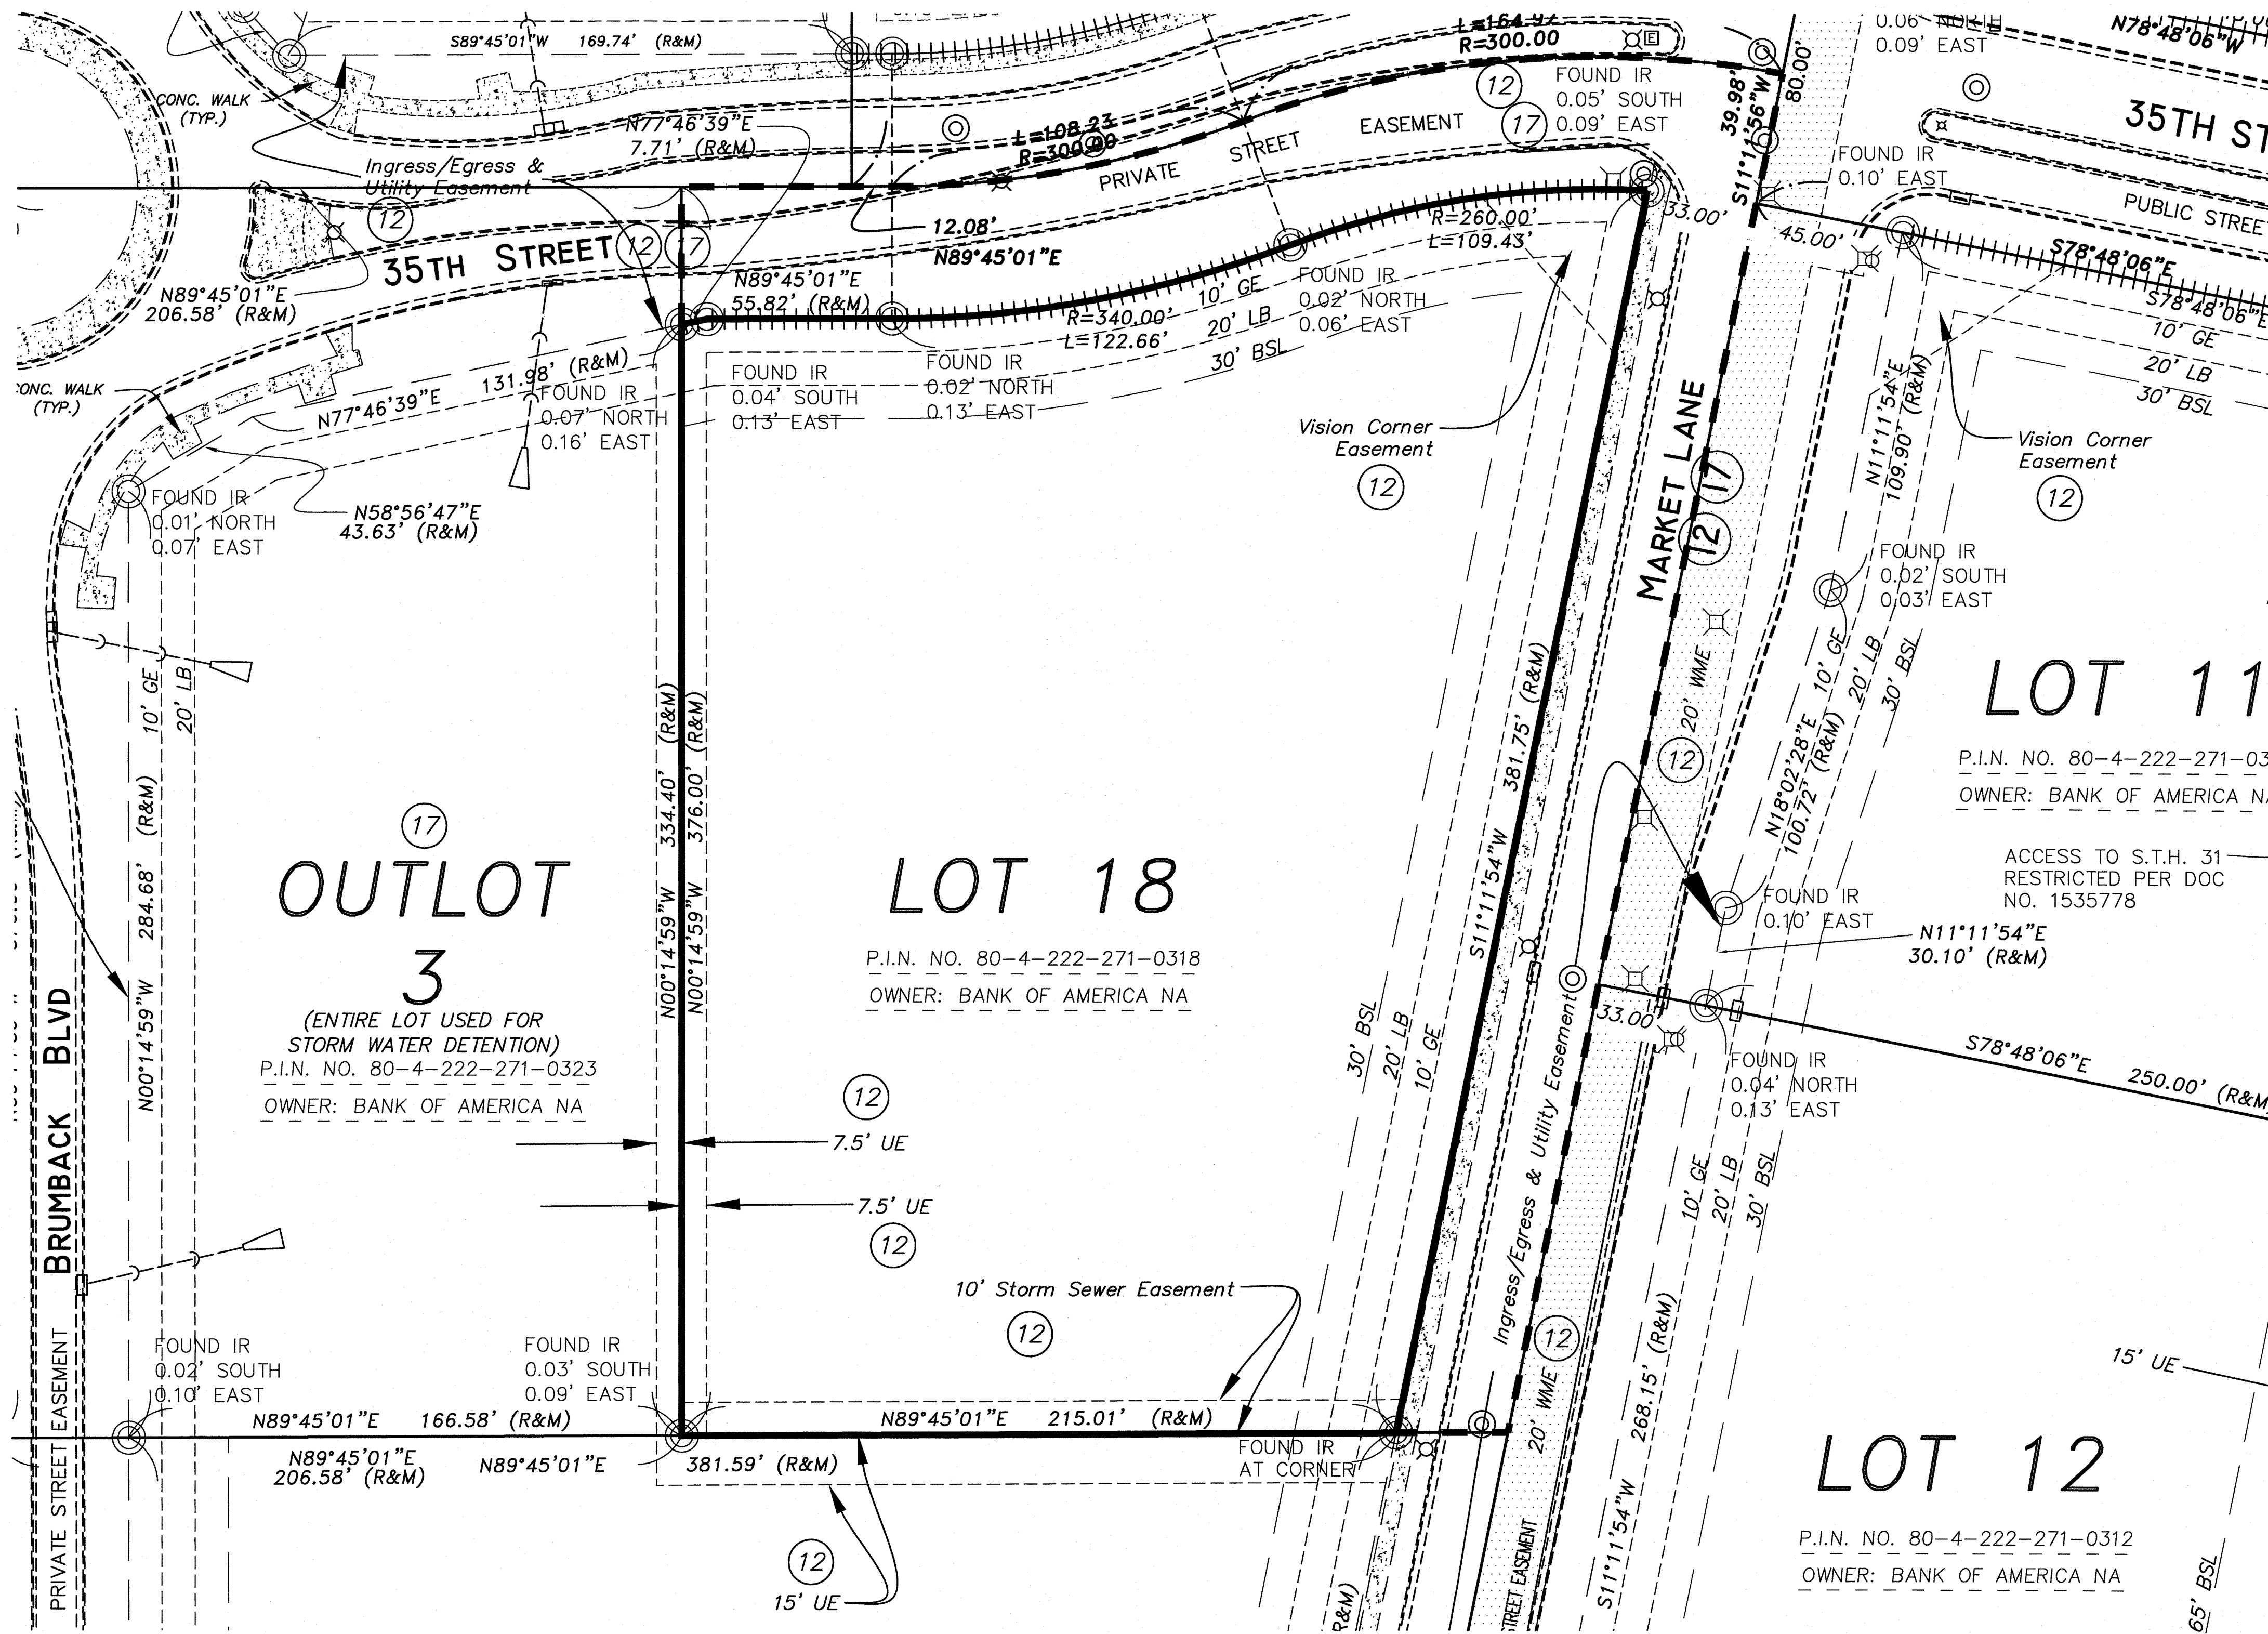 S89°45'01"W 169.74' (R&M)
L=164.97
R=300.00
0.06' NORTH
0.09' EAST
N78°48'06"W
CONC. WALK
(TYP.)
N77°46'39"E
7.71' (R&M)
L=108.23
R=300.00
FOUND IR
0.05' SOUTH
0.09' EAST
12
17
39.98'
S11°11'56"W
80.00'
35TH ST
EASEMENT
STREET
PRIVATE
Ingress/Egress &
Utility Easement
12
FOUND IR
0.10' EAST
PUBLIC STREE
35TH STREET
12
17
12.08'
N89°45'01"E
R=260.00'
L=109.43'
33.00'
45.00'
S78°48'06"E
S78°48'06"E
10' GE
20' LB
30' BSL
N89°45'01"E
206.58' (R&M)
N89°45'01"E
55.82' (R&M)
R=340.00'
L=122.66'
10' GE
20' LB
30' BSL
FOUND IR
0.02' NORTH
0.06' EAST
CONC. WALK
(TYP.)
N77°46'39"E 131.98' (R&M)
FOUND IR
0.07' NORTH
0.16' EAST
FOUND IR
0.04' SOUTH
0.13' EAST
FOUND IR
0.02' NORTH
0.13' EAST
Vision Corner
Easement
12
MARKET LANE
17
12
N11°11'54"E
109.90' (R&M)
Vision Corner
Easement
12
FOUND IR
0.01' NORTH
0.07' EAST
N58°56'47"E
43.63' (R&M)
FOUND IR
0.02' SOUTH
0.03' EAST
10' GE
20' LB
N00°14'59"W 284.68' (R&M)
N00°14'59"W 334.40' (R&M)
N00°14'59"W 376.00' (R&M)
S11°11'54"W 381.75' (R&M)
20' WME
12
N18°02'28"E
100.72' (R&M)
10' GE
20' LB
30' BSL
LOT 11
P.I.N. NO. 80-4-222-271-03
OWNER: BANK OF AMERICA NA
ACCESS TO S.T.H. 31
RESTRICTED PER DOC
NO. 1535778
17
OUTLOT
3
(ENTIRE LOT USED FOR
STORM WATER DETENTION)
P.I.N. NO. 80-4-222-271-0323
OWNER: BANK OF AMERICA NA
LOT 18
P.I.N. NO. 80-4-222-271-0318
OWNER: BANK OF AMERICA NA
FOUND IR
0.10' EAST
N11°11'54"E
30.10' (R&M)
30' BSL
20' LB
10' GE
Ingress/Egress & Utility Easement
33.00'
FOUND IR
0.04' NORTH
0.13' EAST
S78°48'06"E 250.00' (R&M
BRUMBACK BLVD
PRIVATE STREET EASEMENT
12
7.5' UE
7.5' UE
12
10' GE
20' LB
30' BSL
10' Storm Sewer Easement
12
12
20' WME
S11°11'54"W 268.15' (R&M)
15' UE
FOUND IR
0.02' SOUTH
0.10' EAST
FOUND IR
0.03' SOUTH
0.09' EAST
N89°45'01"E 166.58' (R&M)
N89°45'01"E 215.01' (R&M)
N89°45'01"E
206.58' (R&M)
N89°45'01"E 381.59' (R&M)
FOUND IR
AT CORNER
12
15' UE
LOT 12
P.I.N. NO. 80-4-222-271-0312
OWNER: BANK OF AMERICA NA
TREET EASEMENT
R&M)
65' BSL